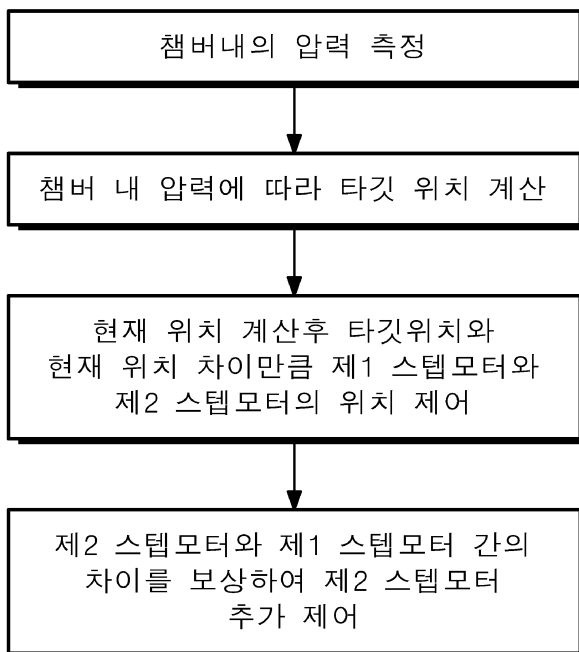 챔버내의 압력 측정
챔버 내 압력에 따라 타깃 위치 계산
현재 위치 계산후 타깃위치와
현재 위치 차이만큼 제1 스텝모터와
제2 스텝모터의 위치 제어
제2 스텝모터와 제1 스텝모터 간의
차이를 보상하여 제2 스텝모터
추가 제어